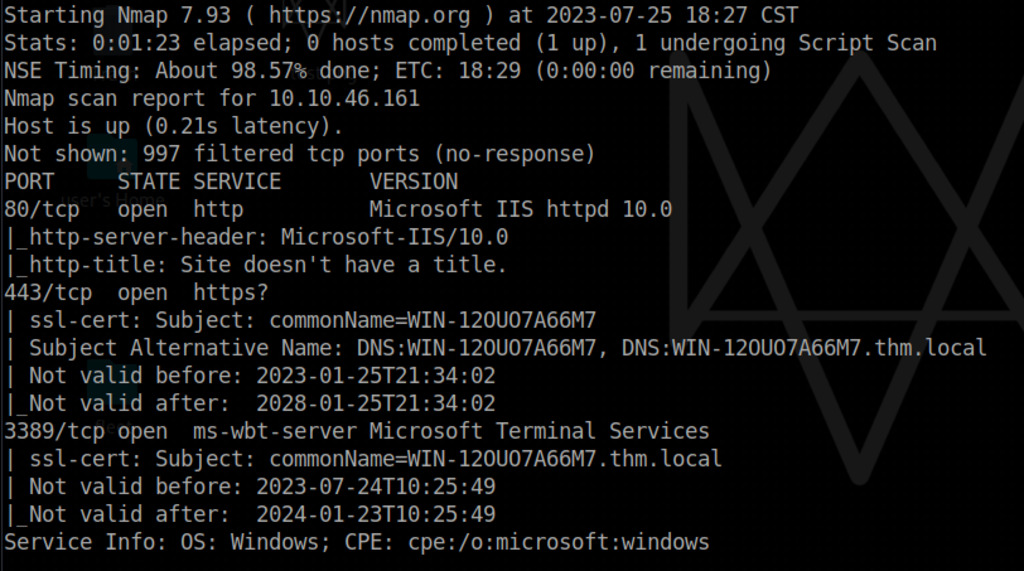 Starting Nmap 7.93 ( https://nmap.org ) at 2023-07-25 18:27 CST
Stats: 0:01:23 elapsed; 0 hosts completed (1 up), 1 undergoing Script Scan
NSE Timing: About 98.57% done; ETC: 18:29 (0:00:00 remaining)
Nmap scan report for 10.10.46.161
Host is up (0.21s latency).
Not shown: 997 filtered tcp ports (no-response)
PORT     STATE SERVICE       VERSION
80/tcp   open  http          Microsoft IIS httpd 10.0
|_http-server-header: Microsoft-IIS/10.0
|_http-title: Site doesn't have a title.
443/tcp  open  https?
| ssl-cert: Subject: commonName=WIN-12OUO7A66M7
| Subject Alternative Name: DNS:WIN-12OUO7A66M7, DNS:WIN-12OUO7A66M7.thm.local
| Not valid before: 2023-01-25T21:34:02
|_Not valid after:  2028-01-25T21:34:02
3389/tcp open  ms-wbt-server Microsoft Terminal Services
| ssl-cert: Subject: commonName=WIN-12OUO7A66M7.thm.local
| Not valid before: 2023-07-24T10:25:49
|_Not valid after:  2024-01-23T10:25:49
Service Info: OS: Windows; CPE: cpe:/o:microsoft:windows
user's Home